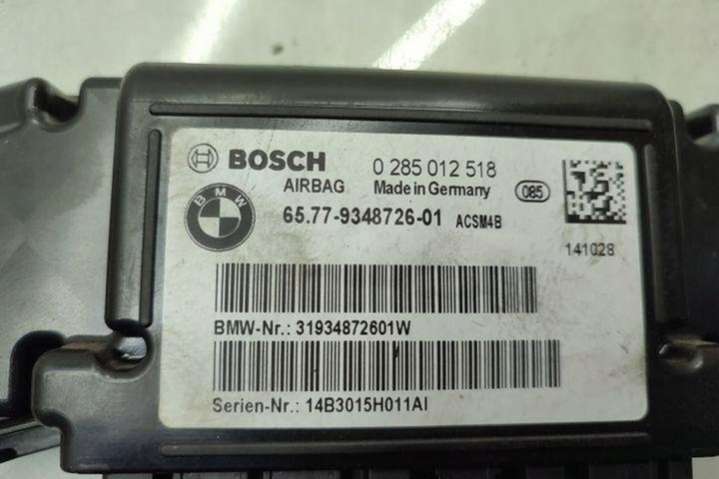 BOSCH 0 285 012 518
AIRBAG Made in Germany 085
BMW 65.77-9348726-01 ACSM4B
141028
BMW-Nr.: 31934872601W
Serien-Nr.: 14B3015H011AI